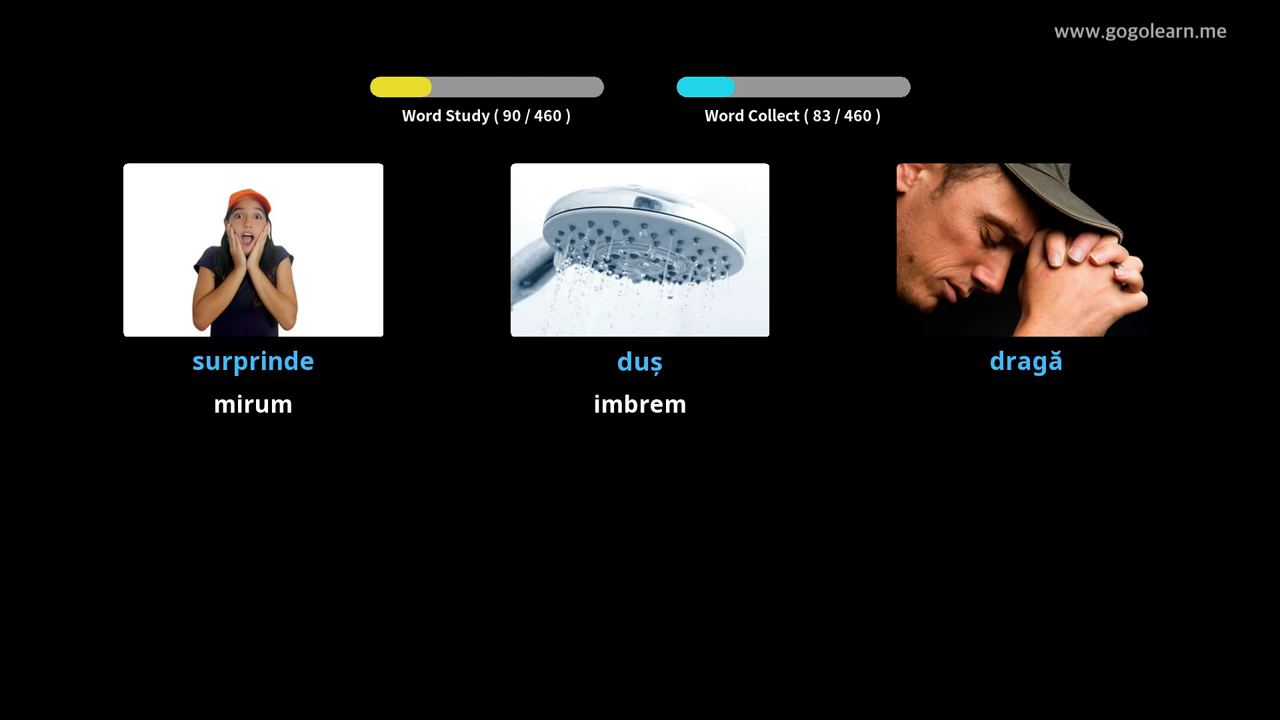 www.gogolearn.me
Word Study ( 90 / 460 )
Word Collect ( 83 / 460 )
surprinde
duș
dragă
mirum
imbrem